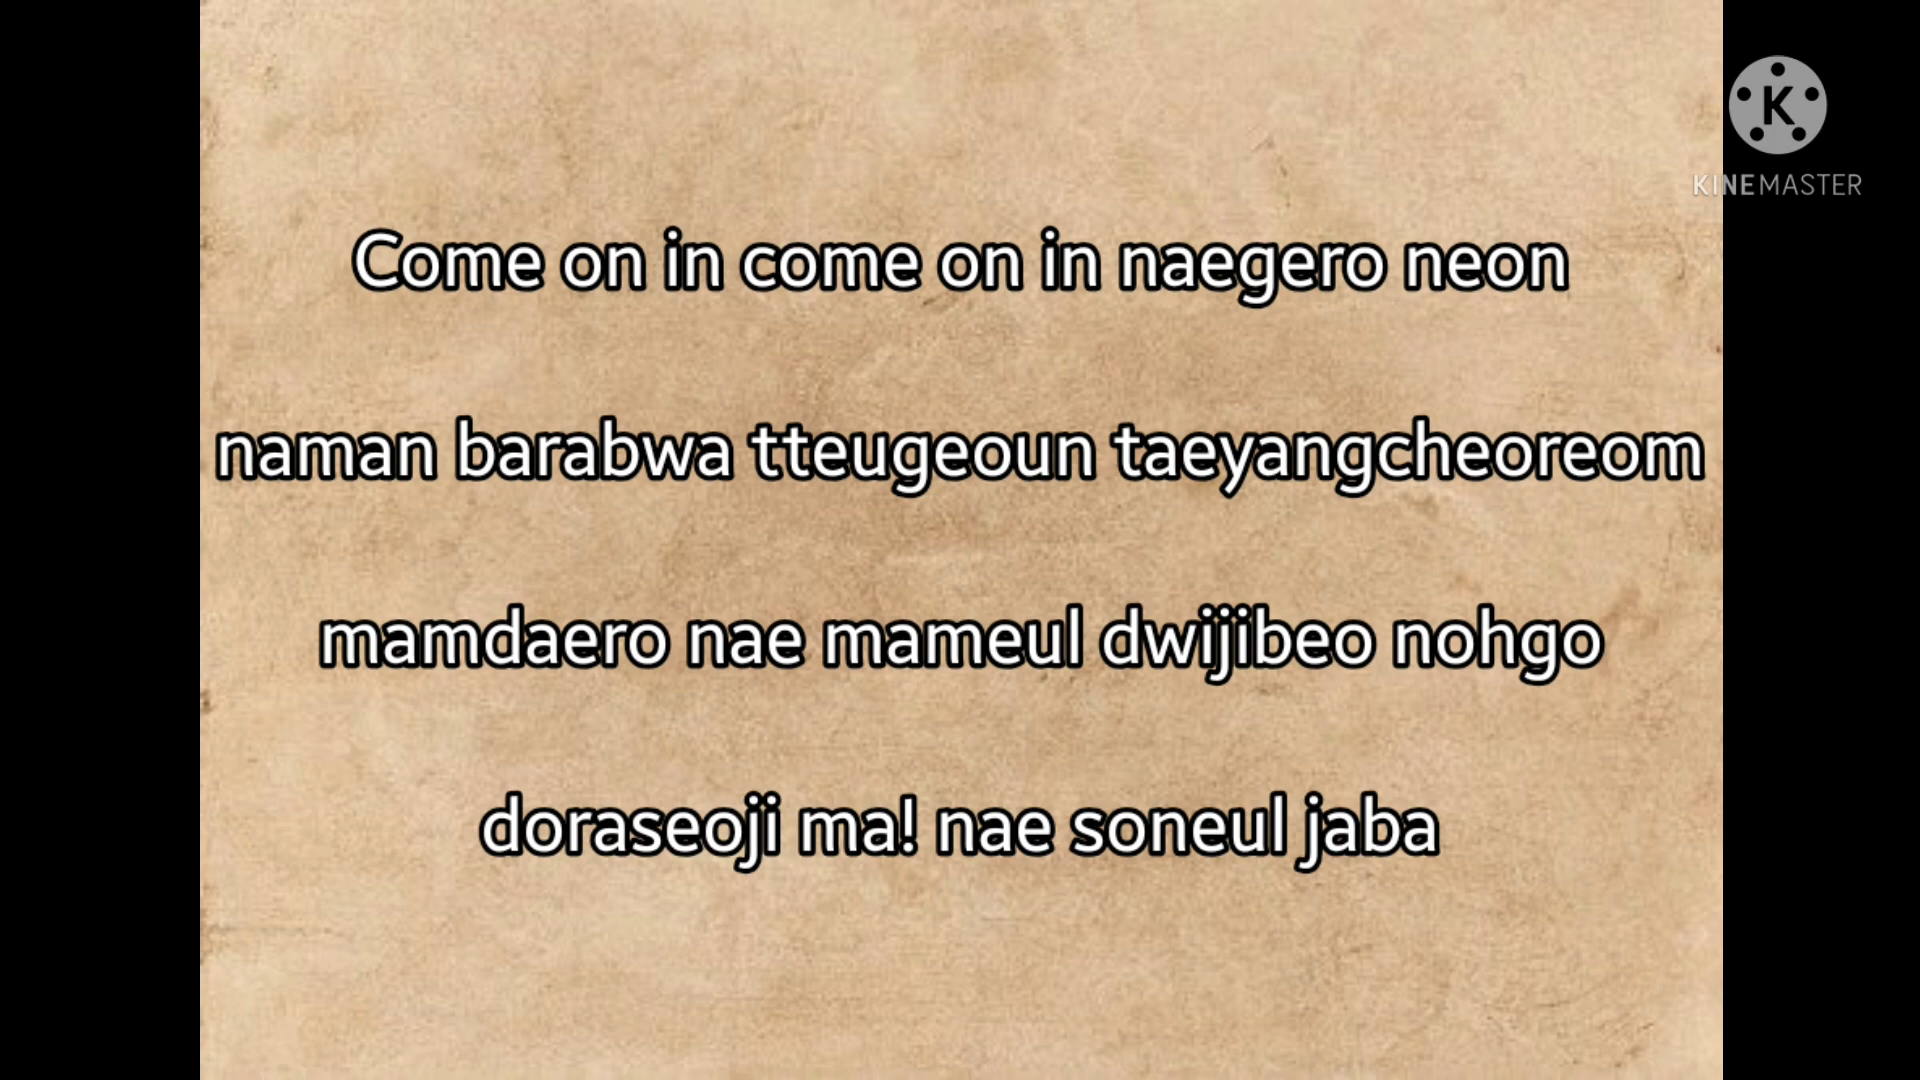 KINEMASTER
Come on in come on in naegero neon
naman barabwa tteugeoun taeyangcheoreom
mamdaero nae mameul dwijibeo nohgo
doraseoji ma! nae soneul jaba